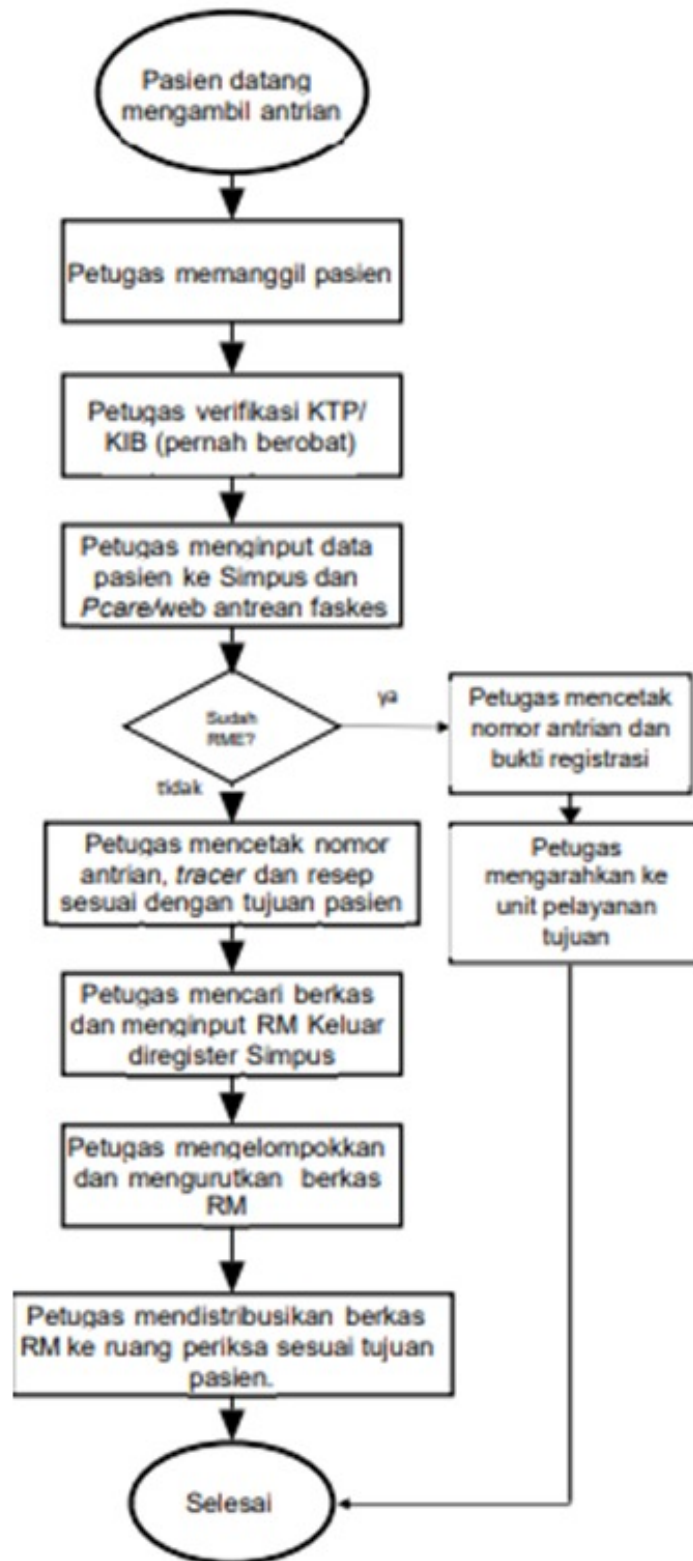 Pasien datang
mengambil antrian
Petugas memanggil pasien
Petugas verifikasi KTP/
KIB (pernah berobat)
Petugas menginput data
pasien ke Simpus dan
Pcare/web antrean faskes
Sudah
RME?
ya
Petugas mencetak
nomor antrian dan
bukti registrasi
Petugas
mengarahkan ke
unit pelayanan
tujuan
tidak
Petugas mencetak nomor
antrian, tracer dan resep
sesuai dengan tujuan pasien
Petugas mencari berkas
dan menginput RM Keluar
diregister Simpus
Petugas mengelompokkan
dan mengurutkan berkas
RM
Petugas mendistribusikan berkas
RM ke ruang periksa sesuai tujuan
pasien.
Selesai